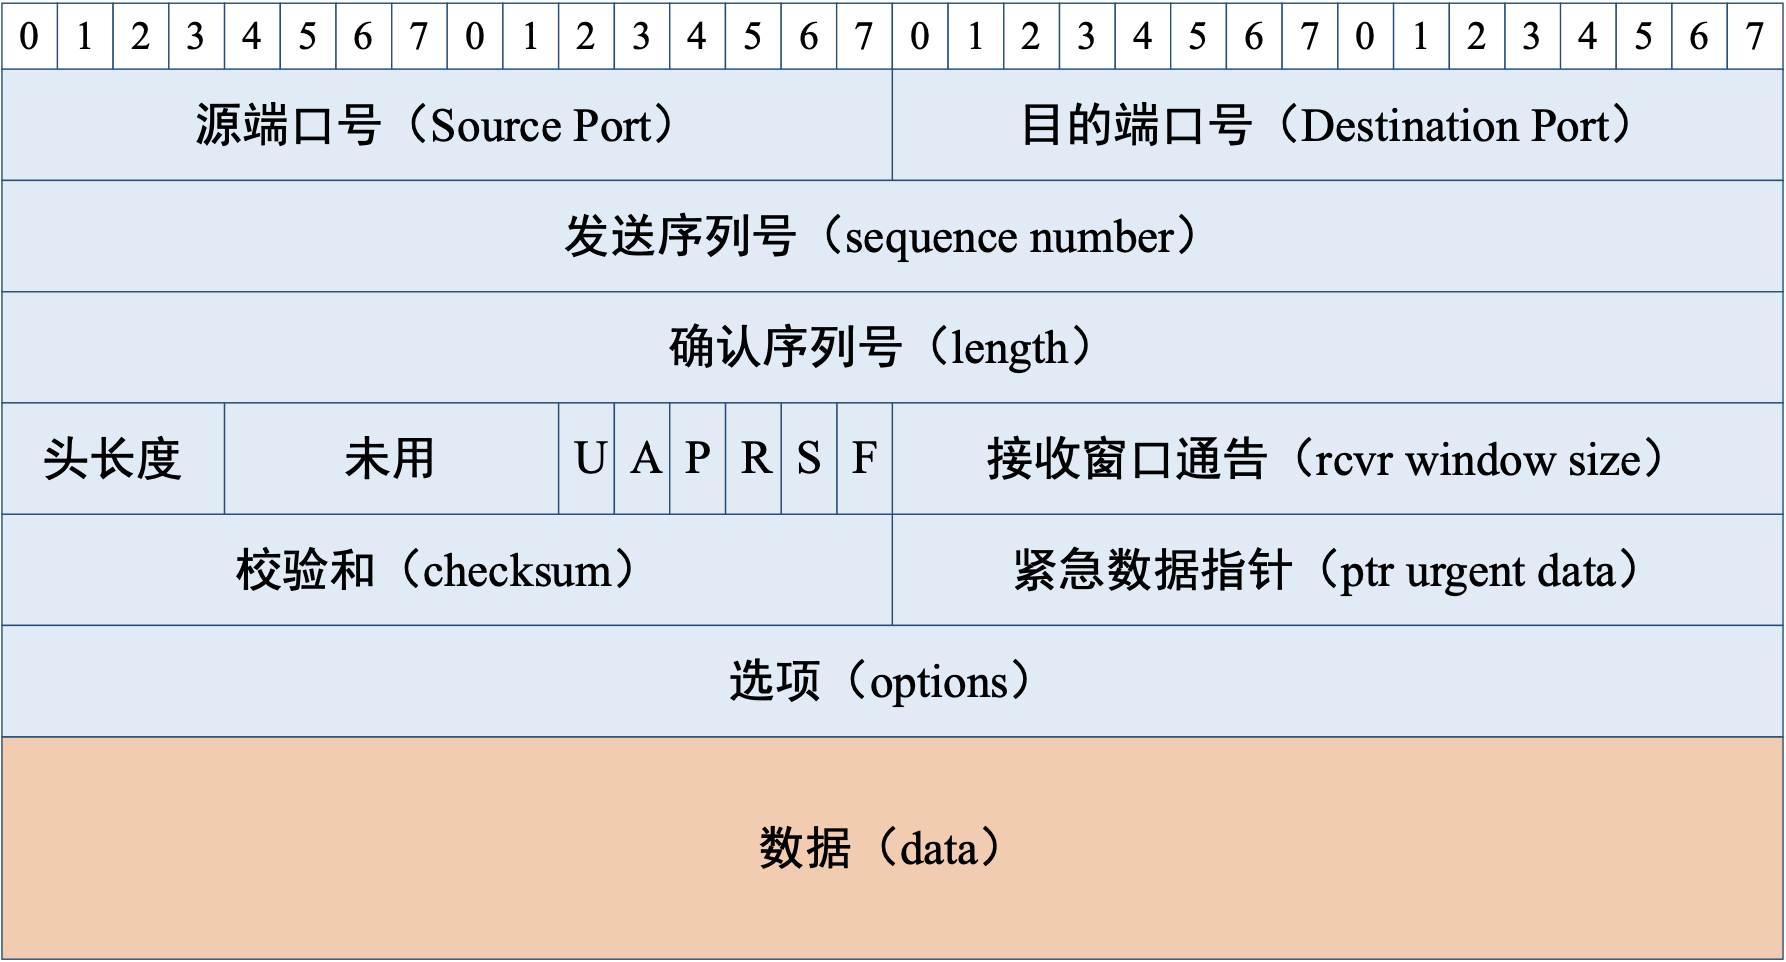 0 1 2 3 4 5 6 7 0 1 2 3 4 5 6 7 0 1 2 3 4 5 6 7 0 1 2 3 4 5 6 7
源端口号（Source Port） 目的端口号（Destination Port）
发送序列号（sequence number）
确认序列号（length）
头长度 未用 U A P R S F 接收窗口通告（rcvr window size）
校验和（checksum） 紧急数据指针（ptr urgent data）
选项（options）
数据（data）